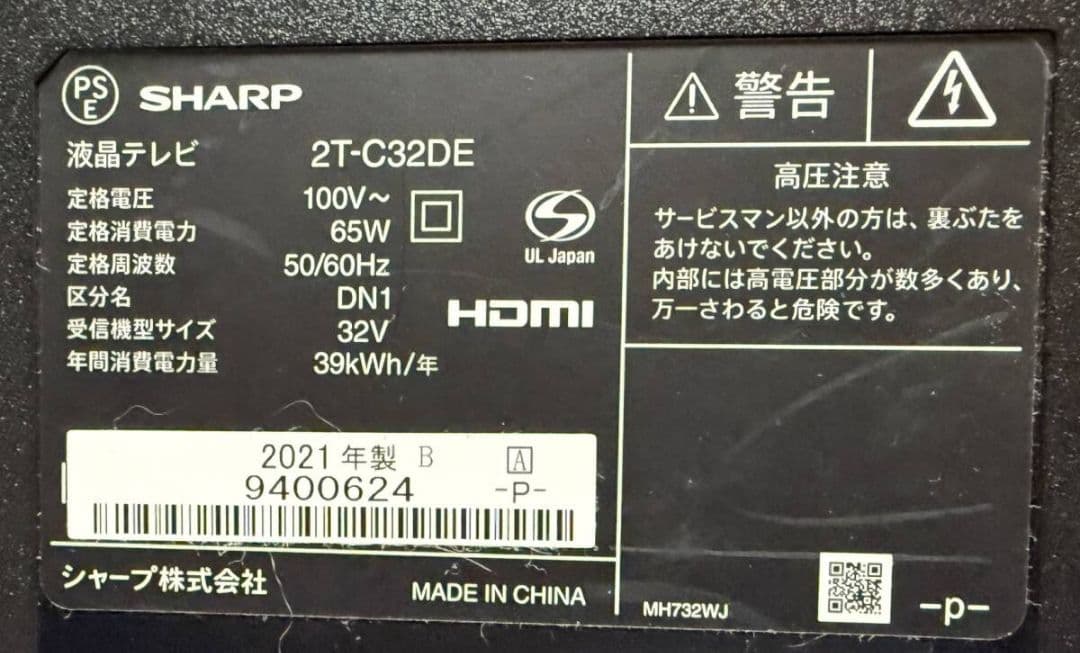 PS
E
SHARP
液晶テレビ 2T-C32DE
定格電圧 100V~
定格消費電力 65W
定格周波数 50/60Hz
区分名 DN1
受信機型サイズ 32V
年間消費電力量 39kWh/年
S
UL Japan
HDMI
2021年製 B A
9400624 -P-
シャープ株式会社 MADE IN CHINA
警告
高圧注意
サービスマン以外の方は、裏ぶたを
あけないでください。
内部には高電圧部分が数多くあり、
万一さわると危険です。
MH732WJ -p-